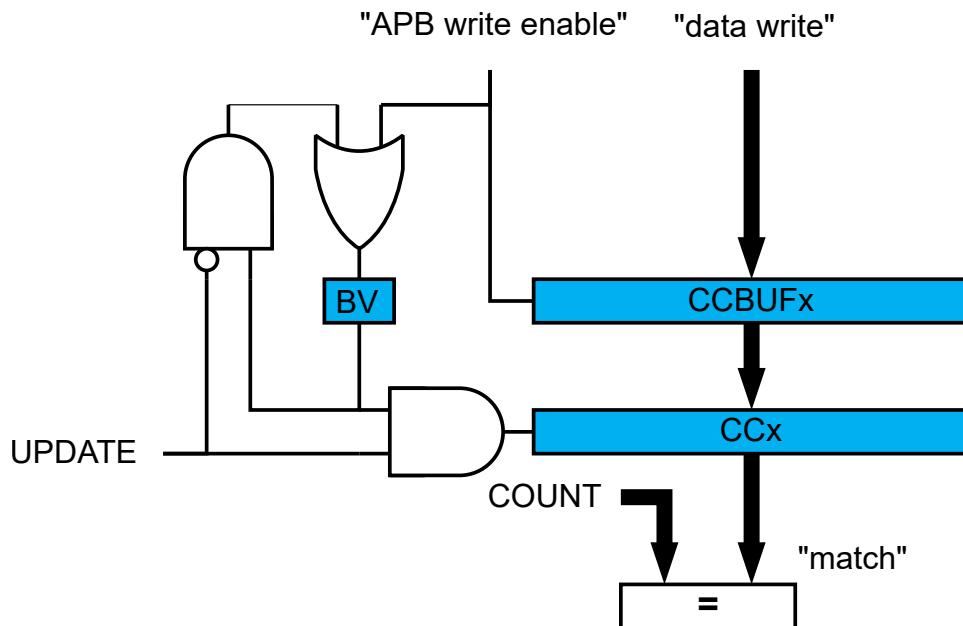 "APB write enable" "data write"
BV
CCBUFx
CCx
UPDATE
COUNT
"match"
=